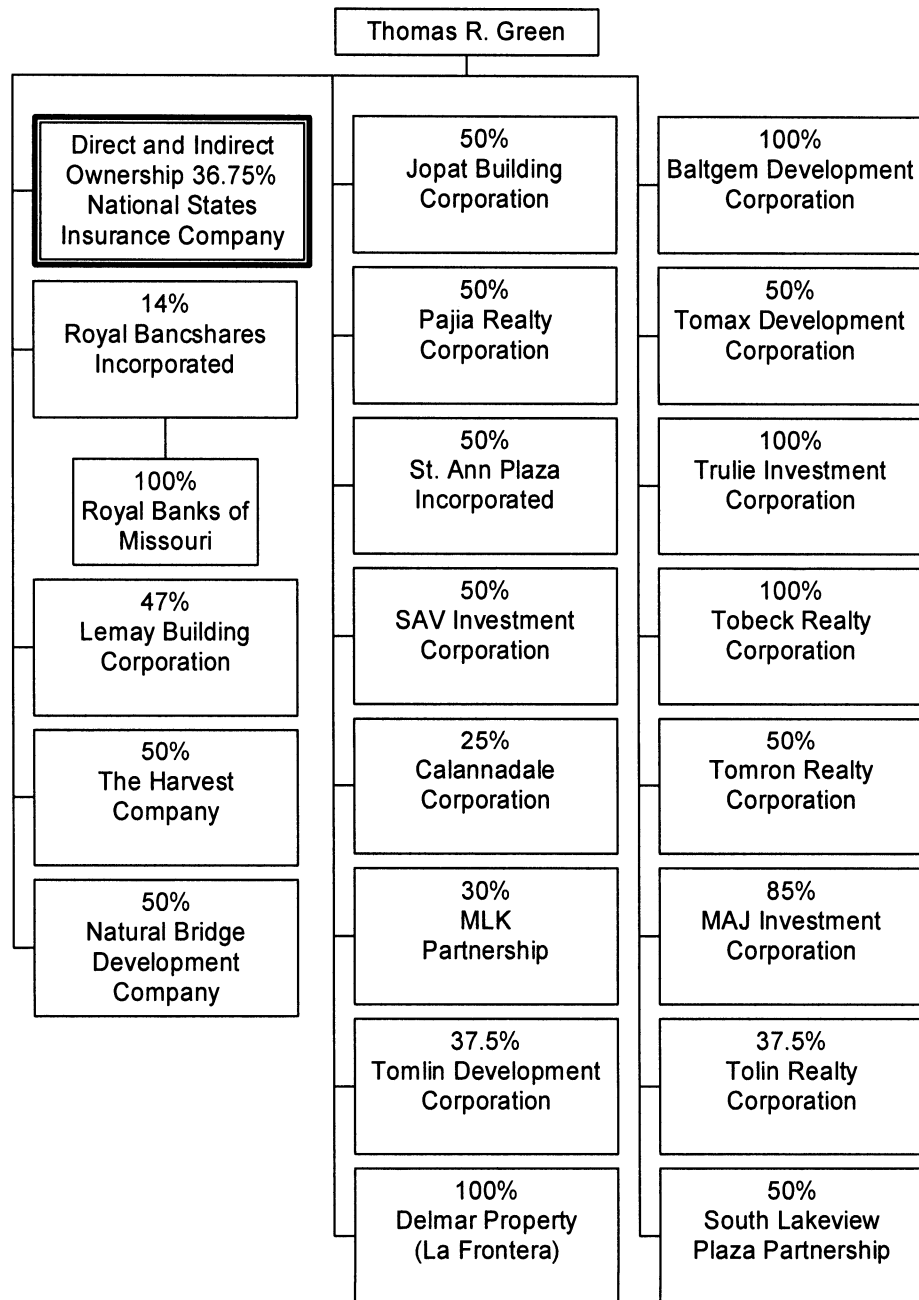 Thomas R. Green
Direct and Indirect
Ownership 36.75%
National States
Insurance Company
14%
Royal Bancshares
Incorporated
100%
Royal Banks of
Missouri
47%
Lemay Building
Corporation
50%
The Harvest
Company
50%
Natural Bridge
Development
Company
50%
Jopat Building
Corporation
50%
Pajia Realty
Corporation
50%
St. Ann Plaza
Incorporated
50%
SAV Investment
Corporation
25%
Calannadale
Corporation
30%
MLK
Partnership
37.5%
Tomlin Development
Corporation
100%
Delmar Property
(La Frontera)
100%
Baltgem Development
Corporation
50%
Tomax Development
Corporation
100%
Trulie Investment
Corporation
100%
Tobeck Realty
Corporation
50%
Tomron Realty
Corporation
85%
MAJ Investment
Corporation
37.5%
Tolin Realty
Corporation
50%
South Lakeview
Plaza Partnership